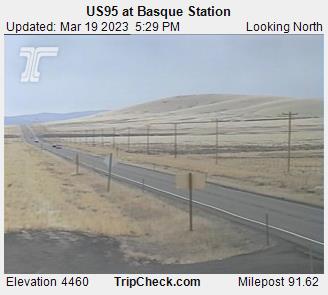 US95 at Basque Station
Updated: Mar 19 2023 5:29 PM Looking North
Elevation 4460 TripCheck.com Milepost 91.62